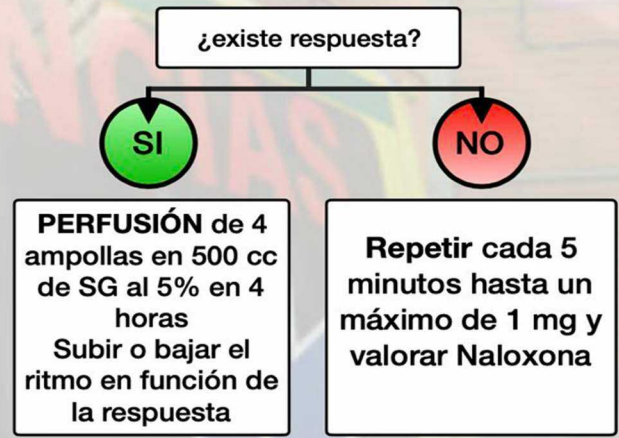 ¿existe respuesta?
SI
NO
PERFUSIÓN de 4
ampollas en 500 cc
de SG al 5% en 4
horas
Subir o bajar el
ritmo en función de
la respuesta
Repetir cada 5
minutos hasta un
máximo de 1 mg y
valorar Naloxona